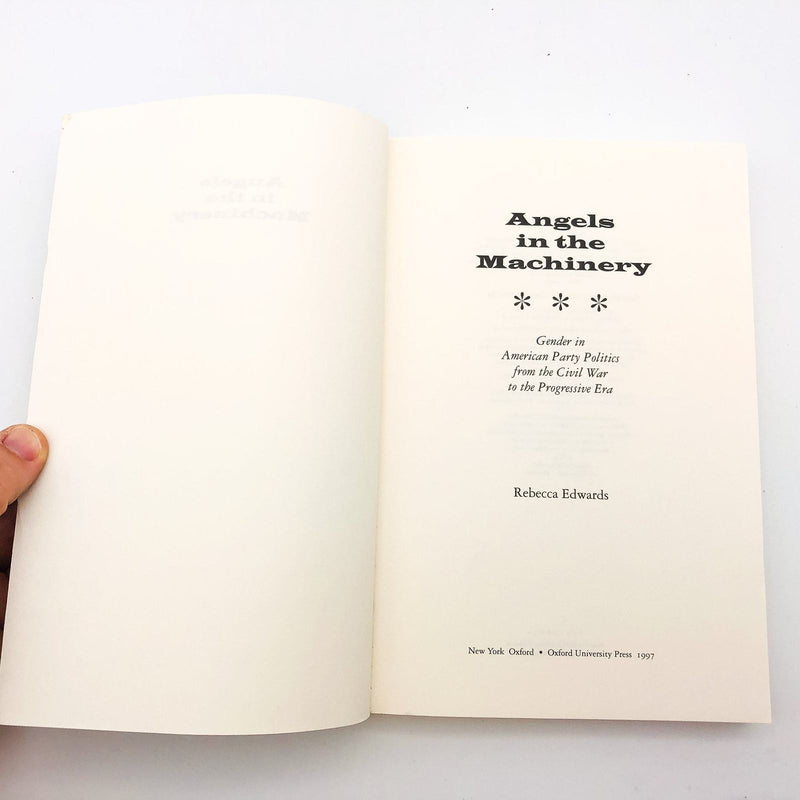 Angels
in the
Machinery
* * *
Gender in
American Party Politics
from the Civil War
to the Progressive Era
Rebecca Edwards
New York Oxford • Oxford University Press 1997